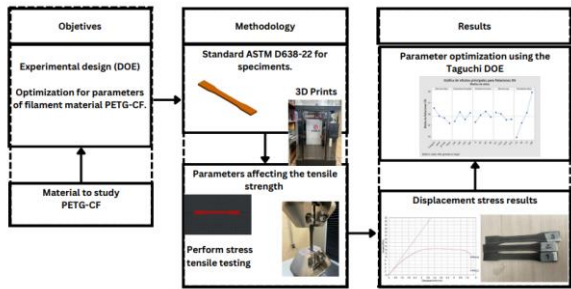 Objetives
Experimental design (DOE)
Optimization for parameters
of filament material PETG-CF.
Material to study
PETG-CF
Methodology
Standard ASTM D638-22 for
speciments.
3D Prints
Parameters affecting the tensile
strength
Perform stress
tensile testing
Results
Parameter optimization using the
Taguchi DOE
Displacement stress results